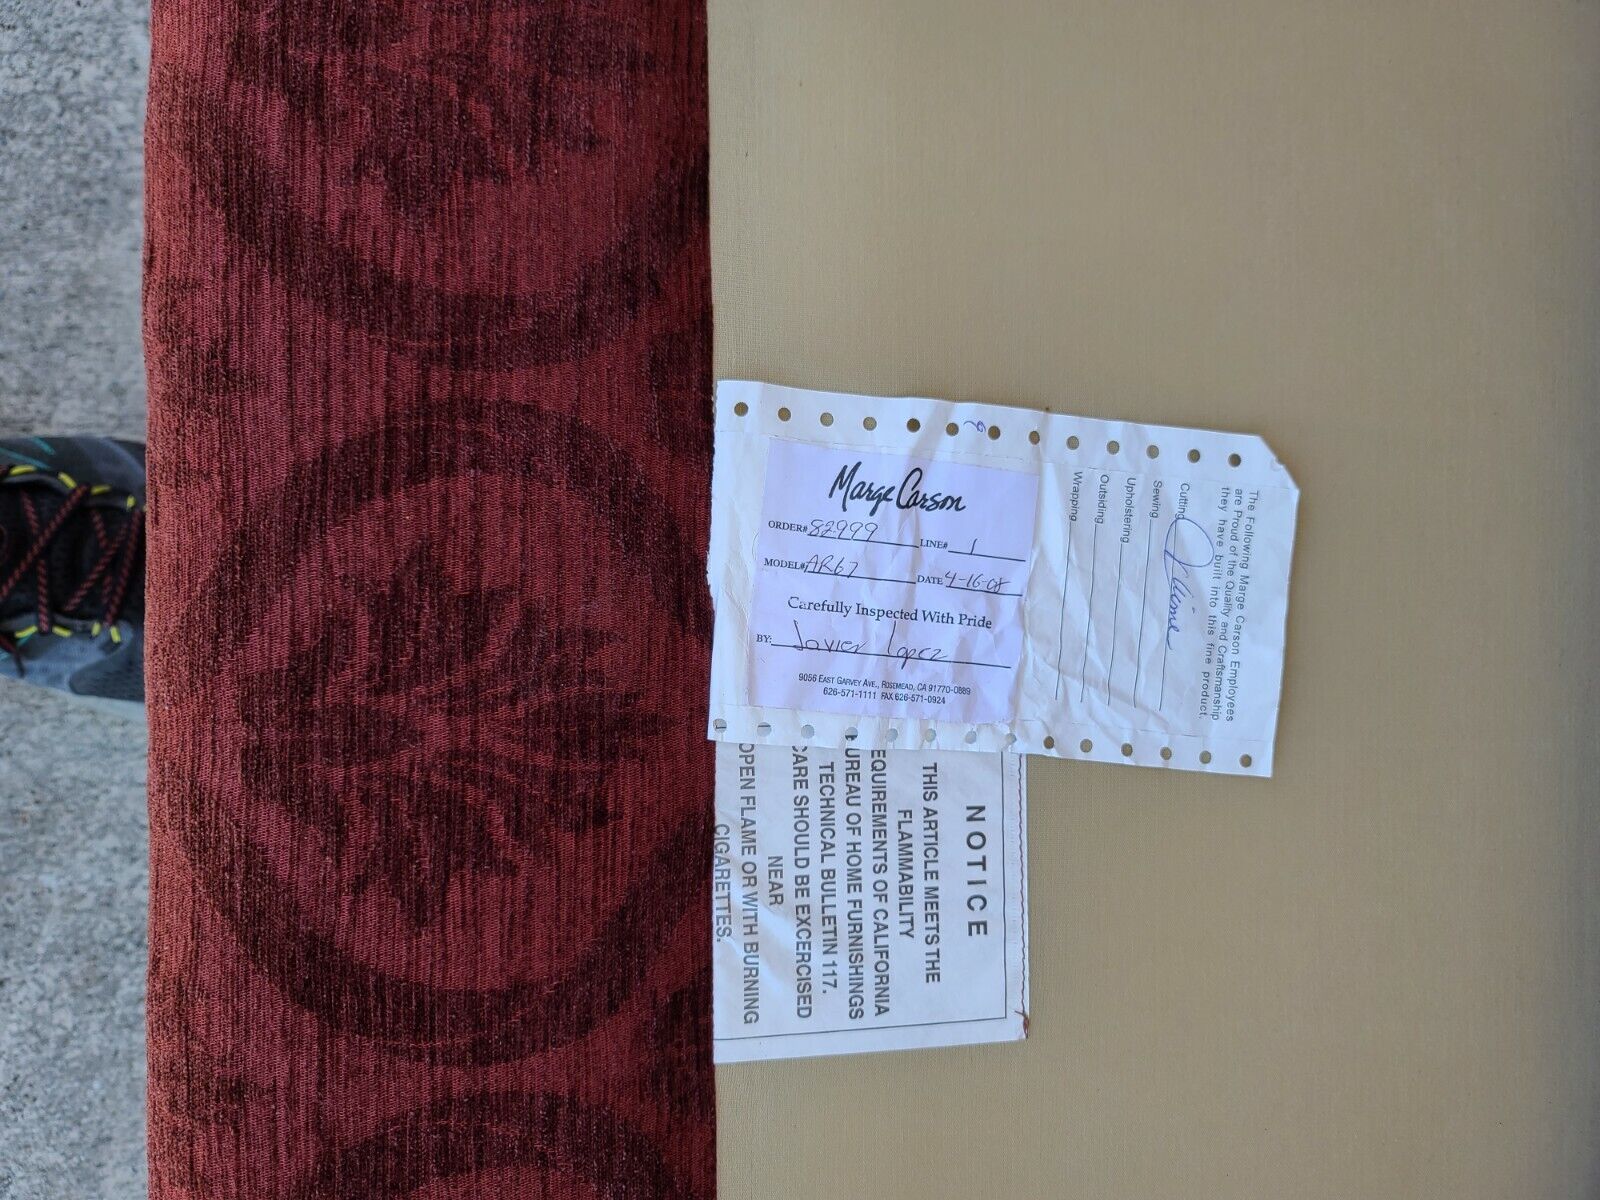 Marge Carson
ORDER# 82999 LINE# 1
MODEL# AR67 DATE 4-16-08
Carefully Inspected With Pride
BY: Javier Lopez
9056 EAST GARVEY AVE., ROSEMEAD, CA 91770-0889
626-571-1111 FAX 626-571-0924
The Following Marge Carson Employees
are Proud of the Quality and Craftsmanship
they have built into this fine product.
Cutting
Sewing
Upholstering
Outsiding
Wrapping
NOTICE
THIS ARTICLE MEETS THE
FLAMMABILITY
EQUIREMENTS OF CALIFORNIA
UREAU OF HOME FURNISHINGS
TECHNICAL BULLETIN 117.
CARE SHOULD BE EXCERCISED
NEAR
OPEN FLAME OR WITH BURNING
CIGARETTES.